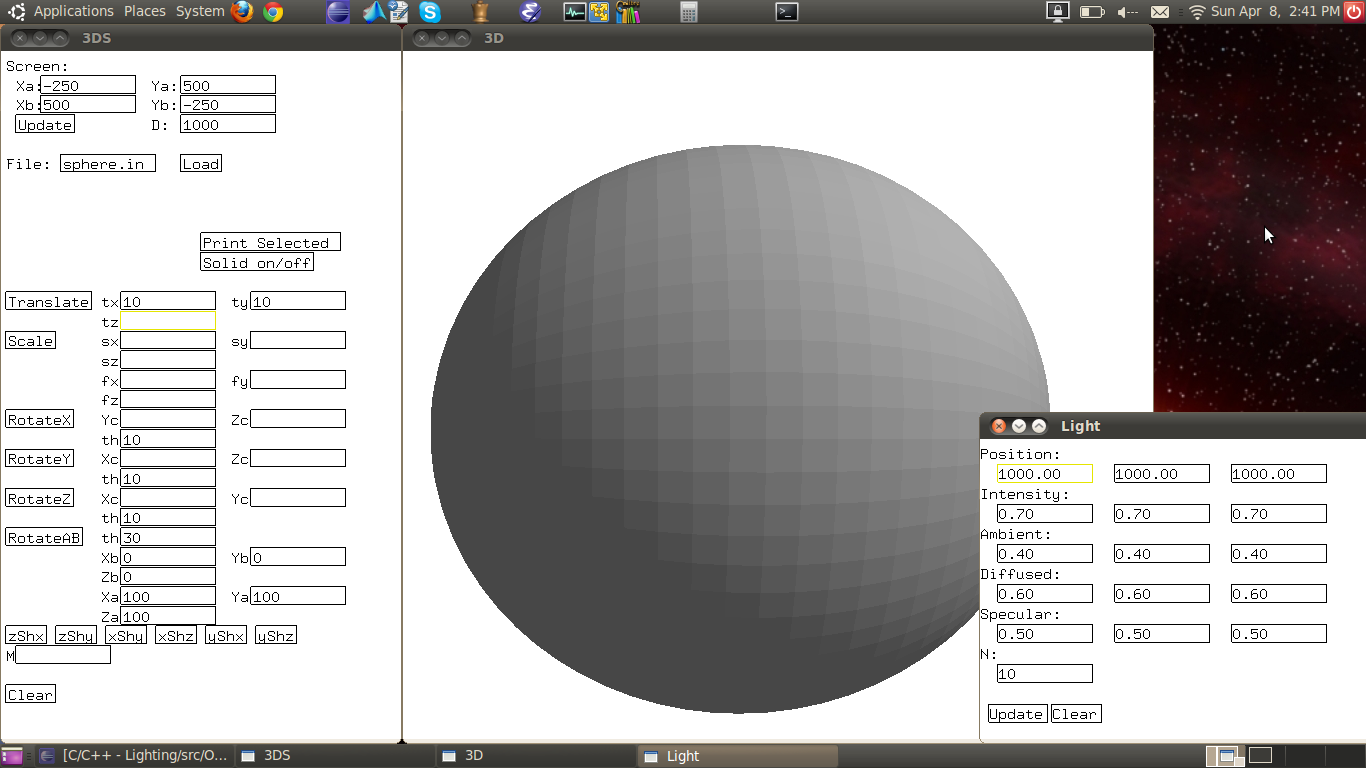 Applications Places System Sun Apr 8, 2:41 PM
3DS
3D
Screen:
Xa: -250 Ya: 500
Xb: 500 Yb: -250
Update D: 1000
File: sphere.in Load
Print Selected
Solid on/off
Translate tx 10 ty 10
tz
Scale sx sy
sz
fx fy
fz
RotateX Yc Zc
th 10
RotateY Xc Zc
th 10
RotateZ Xc Yc
th 10
RotateAB th 30
Xb 0 Yb 0
Zb 0
Xa 100 Ya 100
Za 100
zShx zShy xShy xShz yShx yShz
M
Clear
Light
Position:
1000.00 1000.00 1000.00
Intensity:
0.70 0.70 0.70
Ambient:
0.40 0.40 0.40
Diffused:
0.60 0.60 0.60
Specular:
0.50 0.50 0.50
N:
10
Update Clear
[C/C++ - Lighting/src/O... 3DS 3D Light